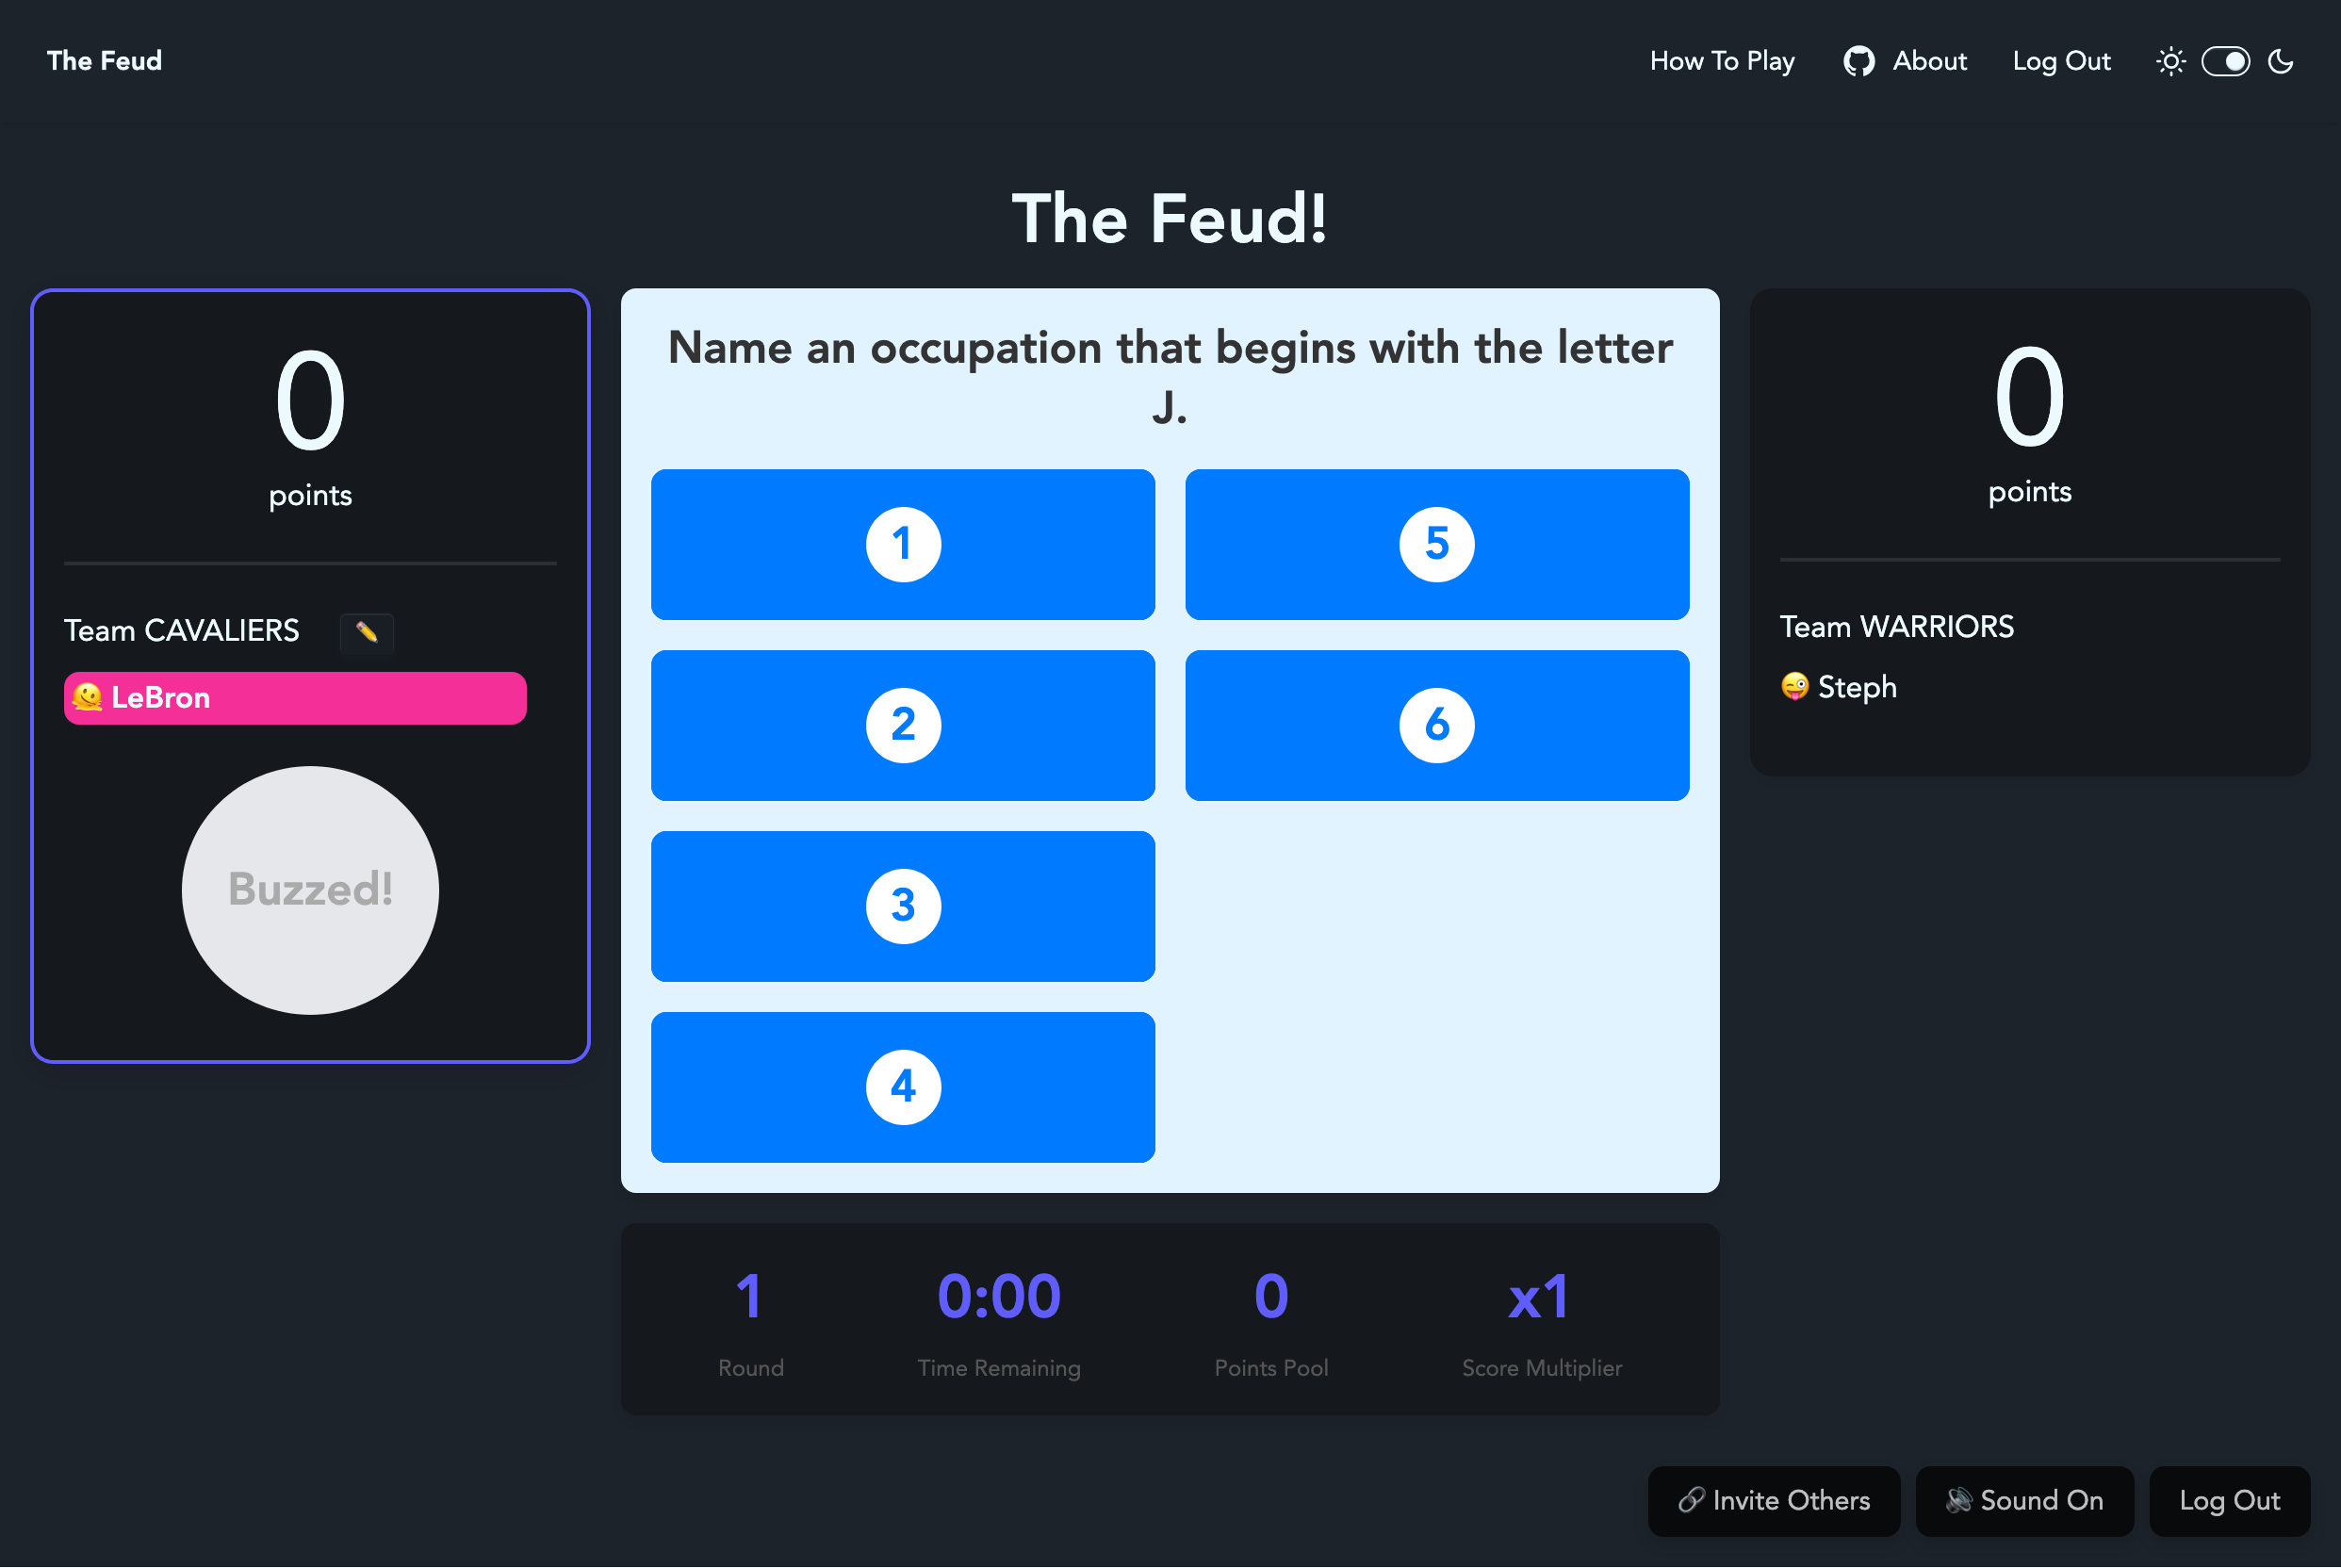 The Feud
How To Play
About
Log Out
The Feud!
0
points
Team CAVALIERS
LeBron
Buzzed!
Name an occupation that begins with the letter
J.
1
5
2
6
3
4
0
points
Team WARRIORS
Steph
1
0:00
0
x1
Round
Time Remaining
Points Pool
Score Multiplier
Invite Others
Sound On
Log Out